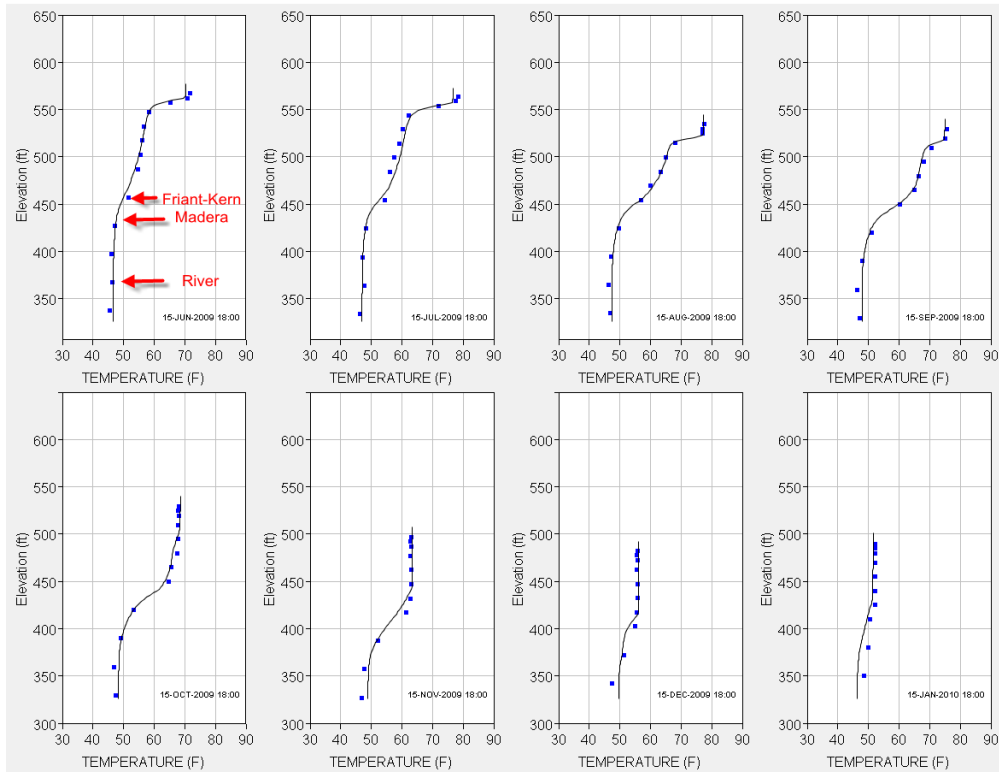 650
600
550
500
450
400
350
Elevation (ft)
Friant-Kern
Madera
River
15-JUN-2009 18:00
30 40 50 60 70 80 90
TEMPERATURE (F)
650
600
550
500
450
400
350
Elevation (ft)
15-JUL-2009 18:00
30 40 50 60 70 80 90
TEMPERATURE (F)
650
600
550
500
450
400
350
Elevation (ft)
15-AUG-2009 18:00
30 40 50 60 70 80 90
TEMPERATURE (F)
650
600
550
500
450
400
350
Elevation (ft)
15-SEP-2009 18:00
30 40 50 60 70 80 90
TEMPERATURE (F)
600
550
500
450
400
350
300
Elevation (ft)
15-OCT-2009 18:00
30 40 50 60 70 80 90
TEMPERATURE (F)
600
550
500
450
400
350
300
Elevation (ft)
15-NOV-2009 18:00
30 40 50 60 70 80 90
TEMPERATURE (F)
600
550
500
450
400
350
300
Elevation (ft)
15-DEC-2009 18:00
30 40 50 60 70 80 90
TEMPERATURE (F)
600
550
500
450
400
350
300
Elevation (ft)
15-JAN-2010 18:00
30 40 50 60 70 80 90
TEMPERATURE (F)